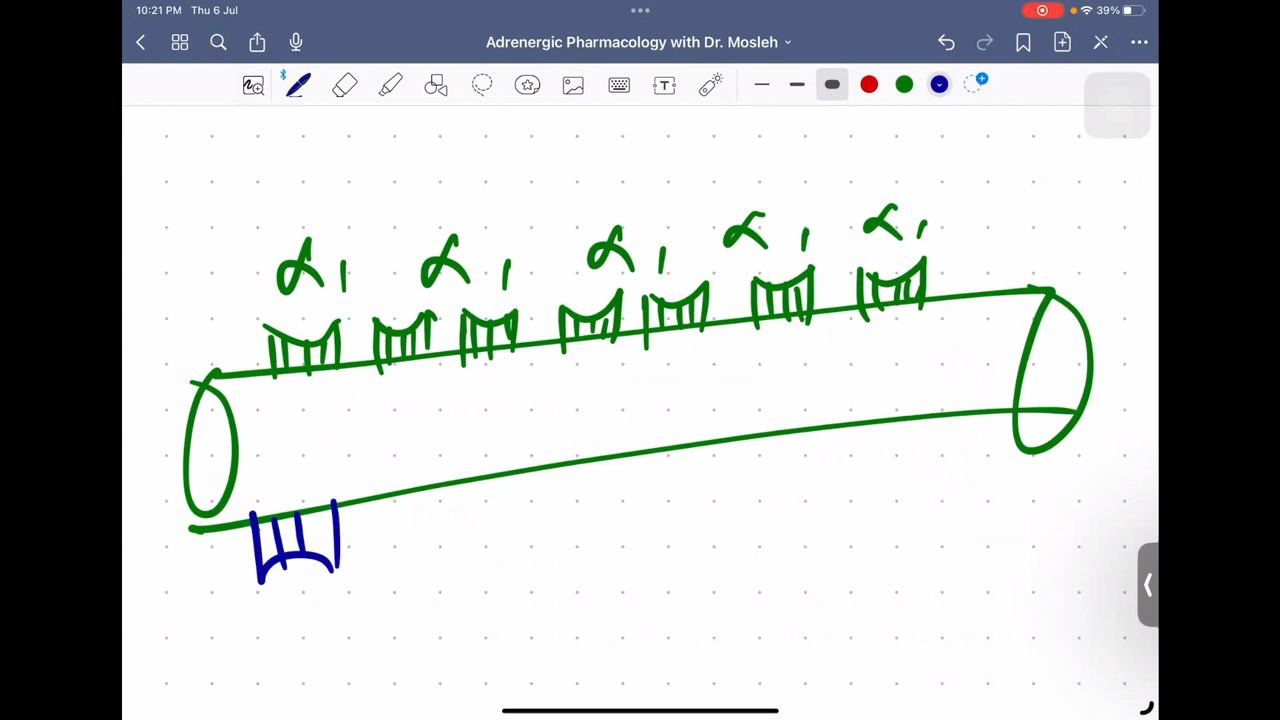 10:21 PM Thu 6 Jul
39%
Adrenergic Pharmacology with Dr. Mosleh
T
α1 α1 α1 α1 α1